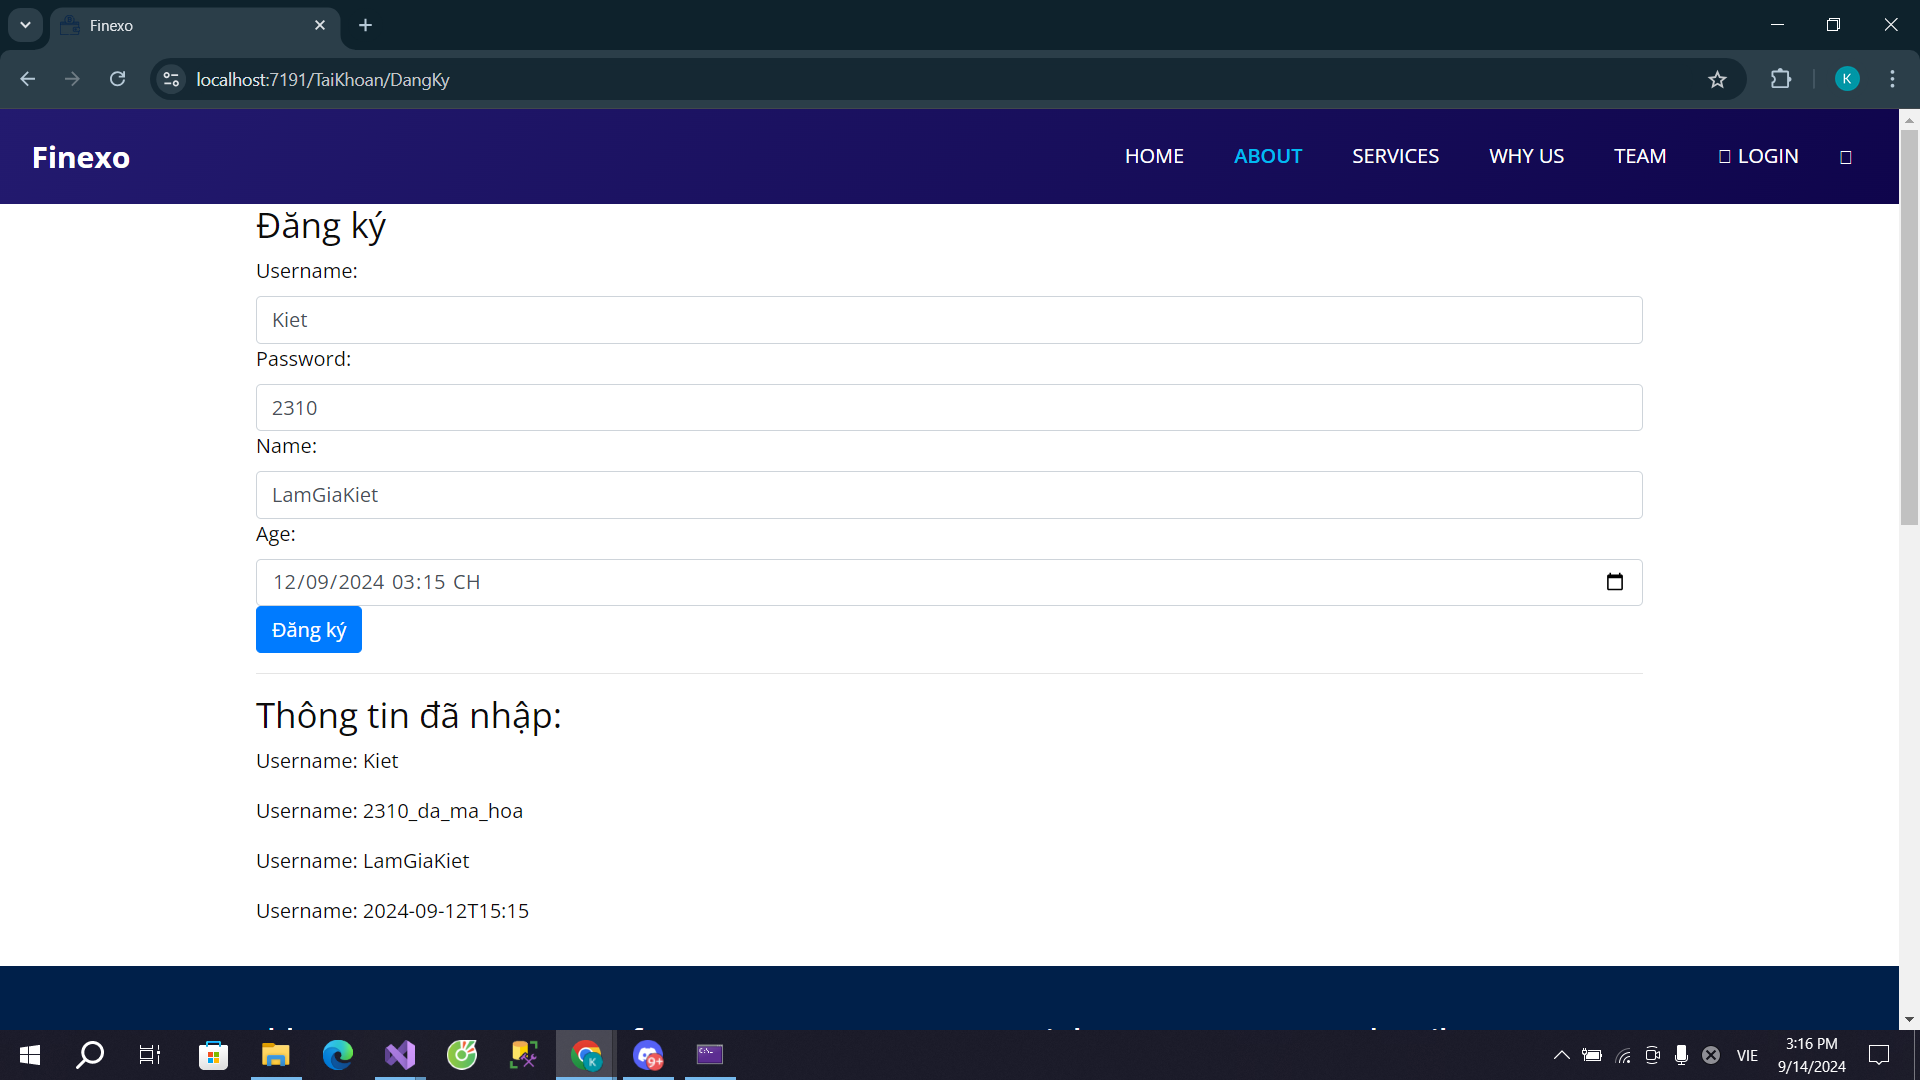 Finexo
localhost:7191/TaiKhoan/DangKy
K
Finexo
HOME ABOUT SERVICES WHY US TEAM LOGIN
Đăng ký
Username:
Kiet
Password:
2310
Name:
LamGiaKiet
Age:
12/09/2024 03:15 CH
Đăng ký
Thông tin đã nhập:
Username: Kiet
Username: 2310_da_ma_hoa
Username: LamGiaKiet
Username: 2024-09-12T15:15
K
9+
VIE
3:16 PM
9/14/2024